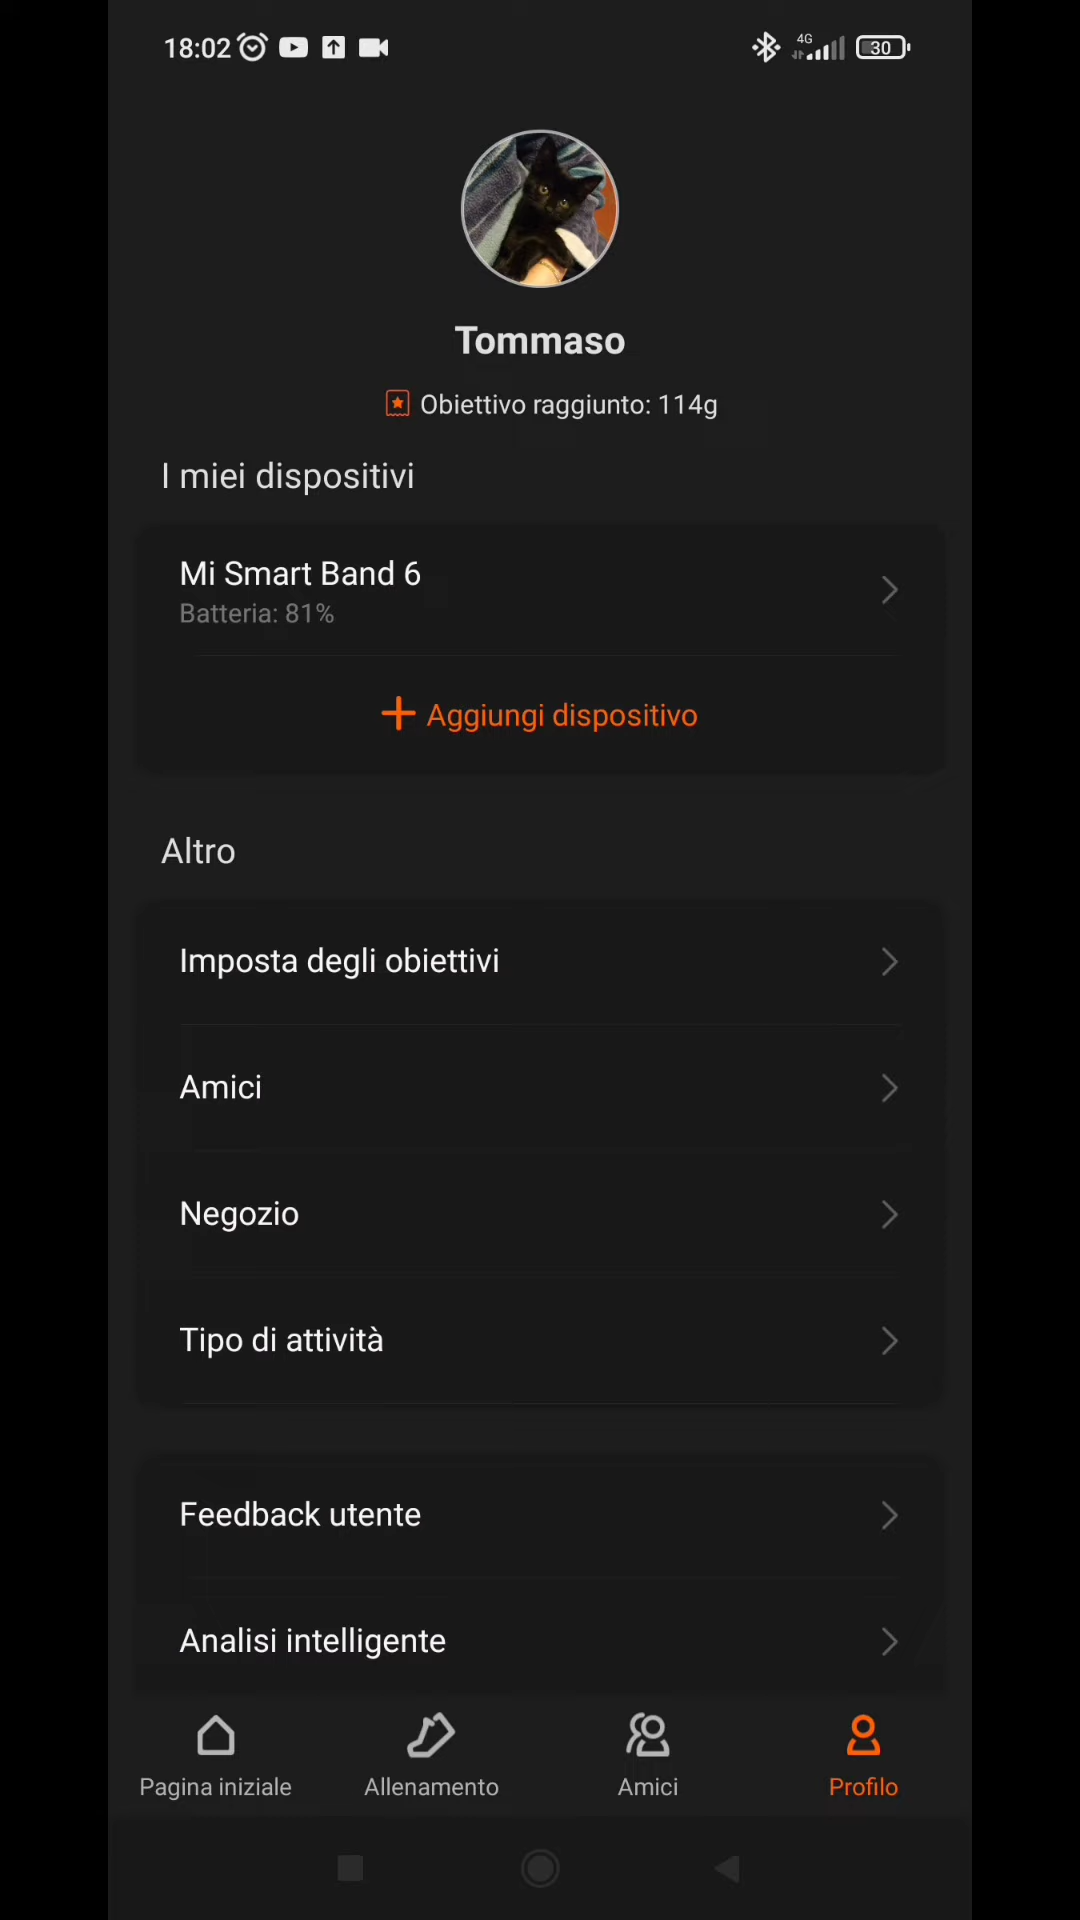 18:02 4G 30
Tommaso
Obiettivo raggiunto: 114g
I miei dispositivi
Mi Smart Band 6
Batteria: 81%
Aggiungi dispositivo
Altro
Imposta degli obiettivi
Amici
Negozio
Tipo di attività
Feedback utente
Analisi intelligente
Pagina iniziale Allenamento Amici Profilo